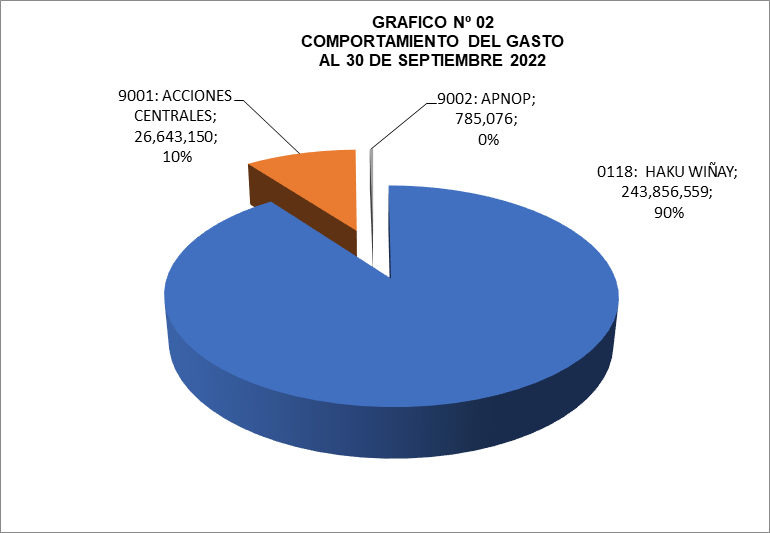 GRAFICO Nº 02
COMPORTAMIENTO DEL GASTO
AL 30 DE SEPTIEMBRE 2022
9001: ACCIONES
CENTRALES;
26,643,150;
10%
9002: APNOP;
785,076;
0%
0118: HAKU WIÑAY;
243,856,559;
90%